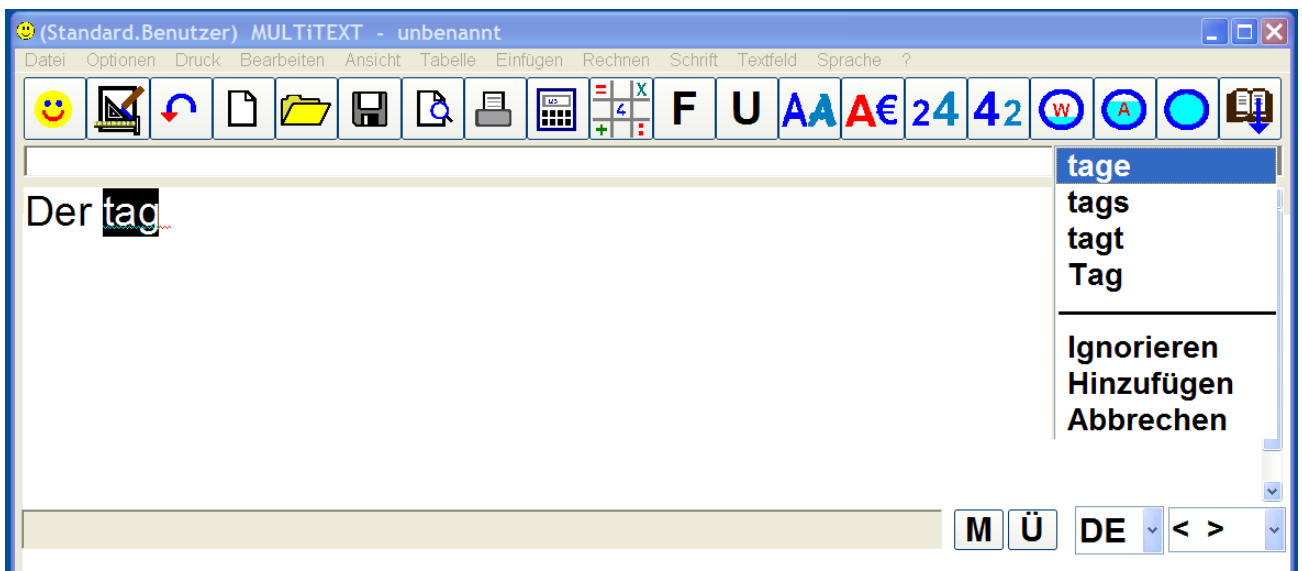 (Standard.Benutzer) MULTiTEXT - unbenannt
Datei Optionen Druck Bearbeiten Ansicht Tabelle Einfügen Rechnen Schrift Textfeld Sprache ?
F U AA A€ 24 42 W A
Der tag
tage
tags
tagt
Tag
Ignorieren
Hinzufügen
Abbrechen
M Ü DE < >